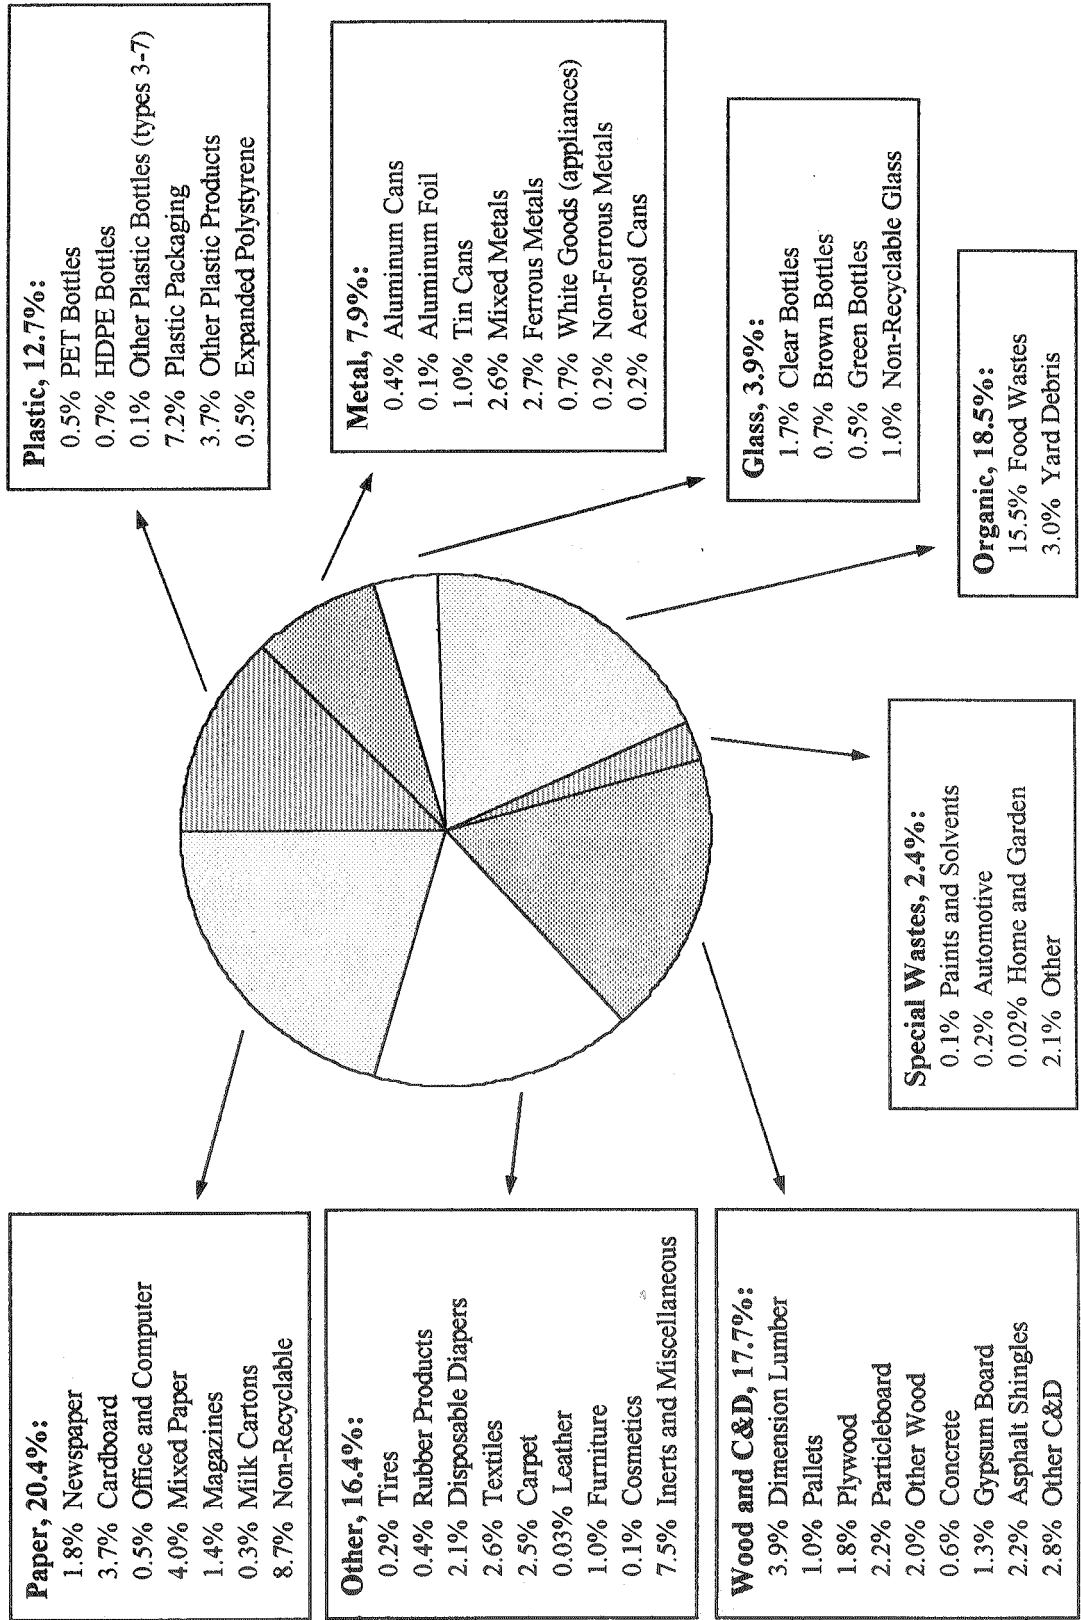 Paper, 20.4%:
1.8% Newspaper
3.7% Cardboard
0.5% Office and Computer
4.0% Mixed Paper
1.4% Magazines
0.3% Milk Cartons
8.7% Non-Recyclable
Other, 16.4%:
0.2% Tires
0.4% Rubber Products
2.1% Disposable Diapers
2.6% Textiles
2.5% Carpet
0.03% Leather
1.0% Furniture
0.1% Cosmetics
7.5% Inerts and Miscellaneous
Wood and C&D, 17.7%:
3.9% Dimension Lumber
1.0% Pallets
1.8% Plywood
2.2% Particleboard
2.0% Other Wood
0.6% Concrete
1.3% Gypsum Board
2.2% Asphalt Shingles
2.8% Other C&D
Plastic, 12.7%:
0.5% PET Bottles
0.7% HDPE Bottles
0.1% Other Plastic Bottles (types 3-7)
7.2% Plastic Packaging
3.7% Other Plastic Products
0.5% Expanded Polystyrene
Metal, 7.9%:
0.4% Aluminum Cans
0.1% Aluminum Foil
1.0% Tin Cans
2.6% Mixed Metals
2.7% Ferrous Metals
0.7% White Goods (appliances)
0.2% Non-Ferrous Metals
0.2% Aerosol Cans
Glass, 3.9%:
1.7% Clear Bottles
0.7% Brown Bottles
0.5% Green Bottles
1.0% Non-Recyclable Glass
Organic, 18.5%:
15.5% Food Wastes
3.0% Yard Debris
Special Wastes, 2.4%:
0.1% Paints and Solvents
0.2% Automotive
0.02% Home and Garden
2.1% Other